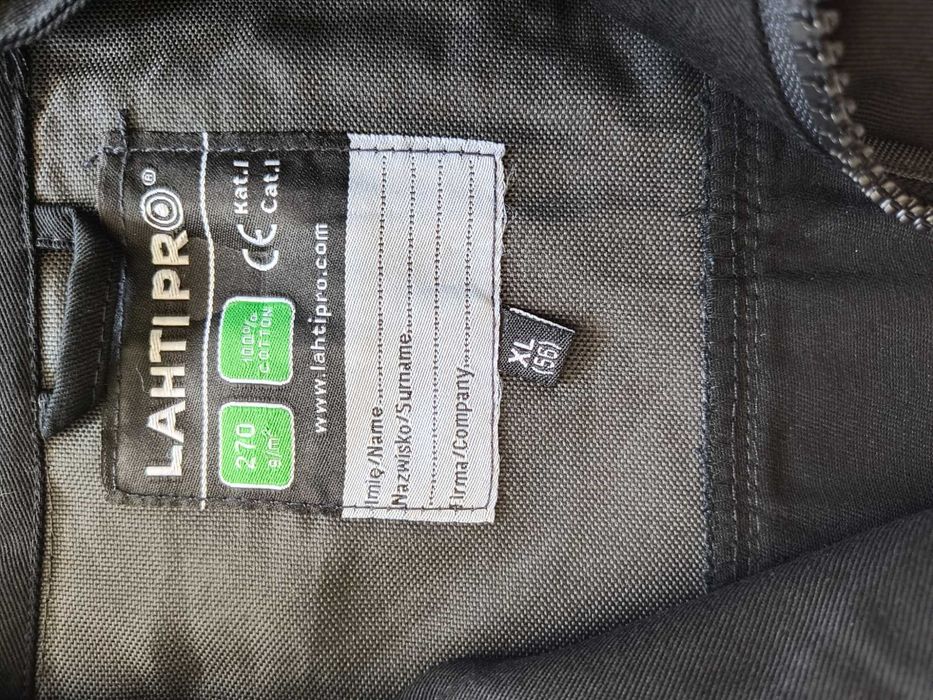 LAHTI PRO®
270 g/m²
100% COTTON
CE Kat.I
Cat.I
www.lahtipro.com
Imię/Name..........................
Nazwisko/Surname..........................
..........................
Firma/Company..........................
XL
(56)